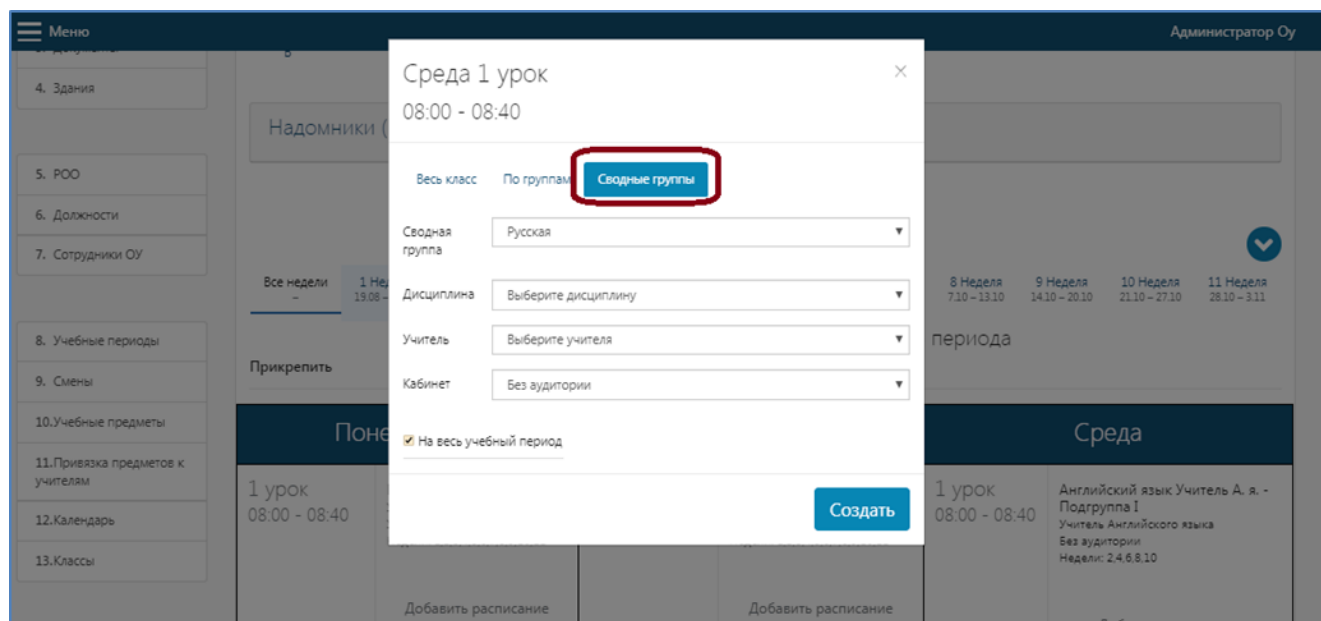 Меню
Администратор Оу
4. Здания
5. РОО
6. Должности
7. Сотрудники ОУ
8. Учебные периоды
9. Смены
10.Учебные предметы
11.Привязка предметов к
учителям
12.Календарь
13.Классы
Надомники (
Среда 1 урок
×
08:00 - 08:40
Весь класс По группам Сводные группы
Сводная
группа
Русская
Дисциплина Выберите дисциплину
Учитель Выберите учителя
Кабинет Без аудитории
На весь учебный период
Создать
Все недели
–
1 Не
19.08 –
8 Неделя 9 Неделя 10 Неделя 11 Неделя
7.10 – 13.10 14.10 – 20.10 21.10 – 27.10 28.10 – 3.11
периода
Прикрепить
Поне
Среда
1 урок
08:00 - 08:40
1 урок
08:00 - 08:40
Английский язык Учитель А. я. -
Подгруппа I
Учитель Английского языка
Без аудитории
Недели: 2,4,6,8,10
Добавить расписание
Добавить расписание